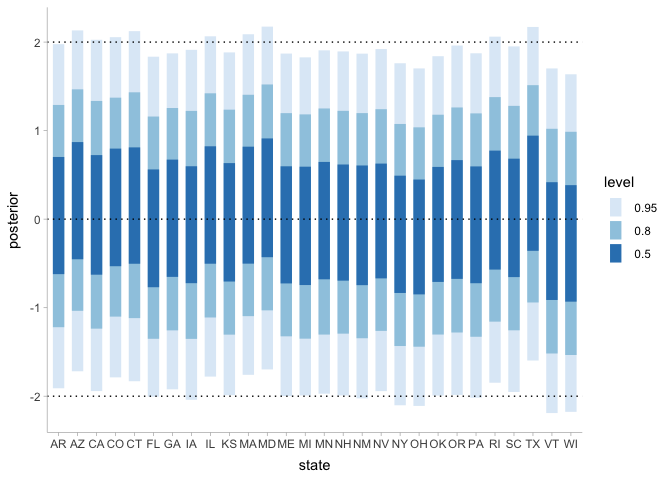 2
1
0
-1
-2
posterior
AR AZ CA CO CT FL GA IA IL KS MA MD ME MI MN NH NM NV NY OH OK OR PA RI SC TX VT WI
state
level
0.95
0.8
0.5